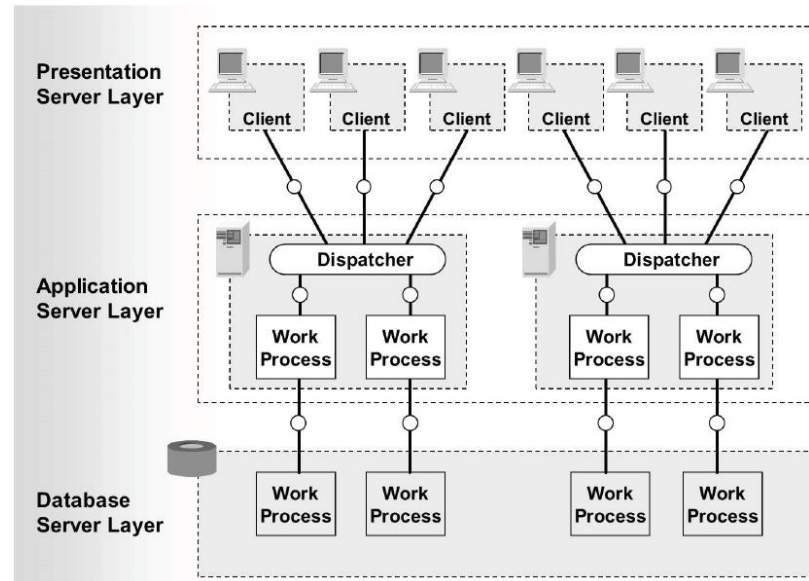 Presentation
Server Layer
Client
Client
Client
Client
Client
Client
Application
Server Layer
Dispatcher
Dispatcher
Work
Process
Work
Process
Work
Process
Work
Process
Database
Server Layer
Work
Process
Work
Process
Work
Process
Work
Process